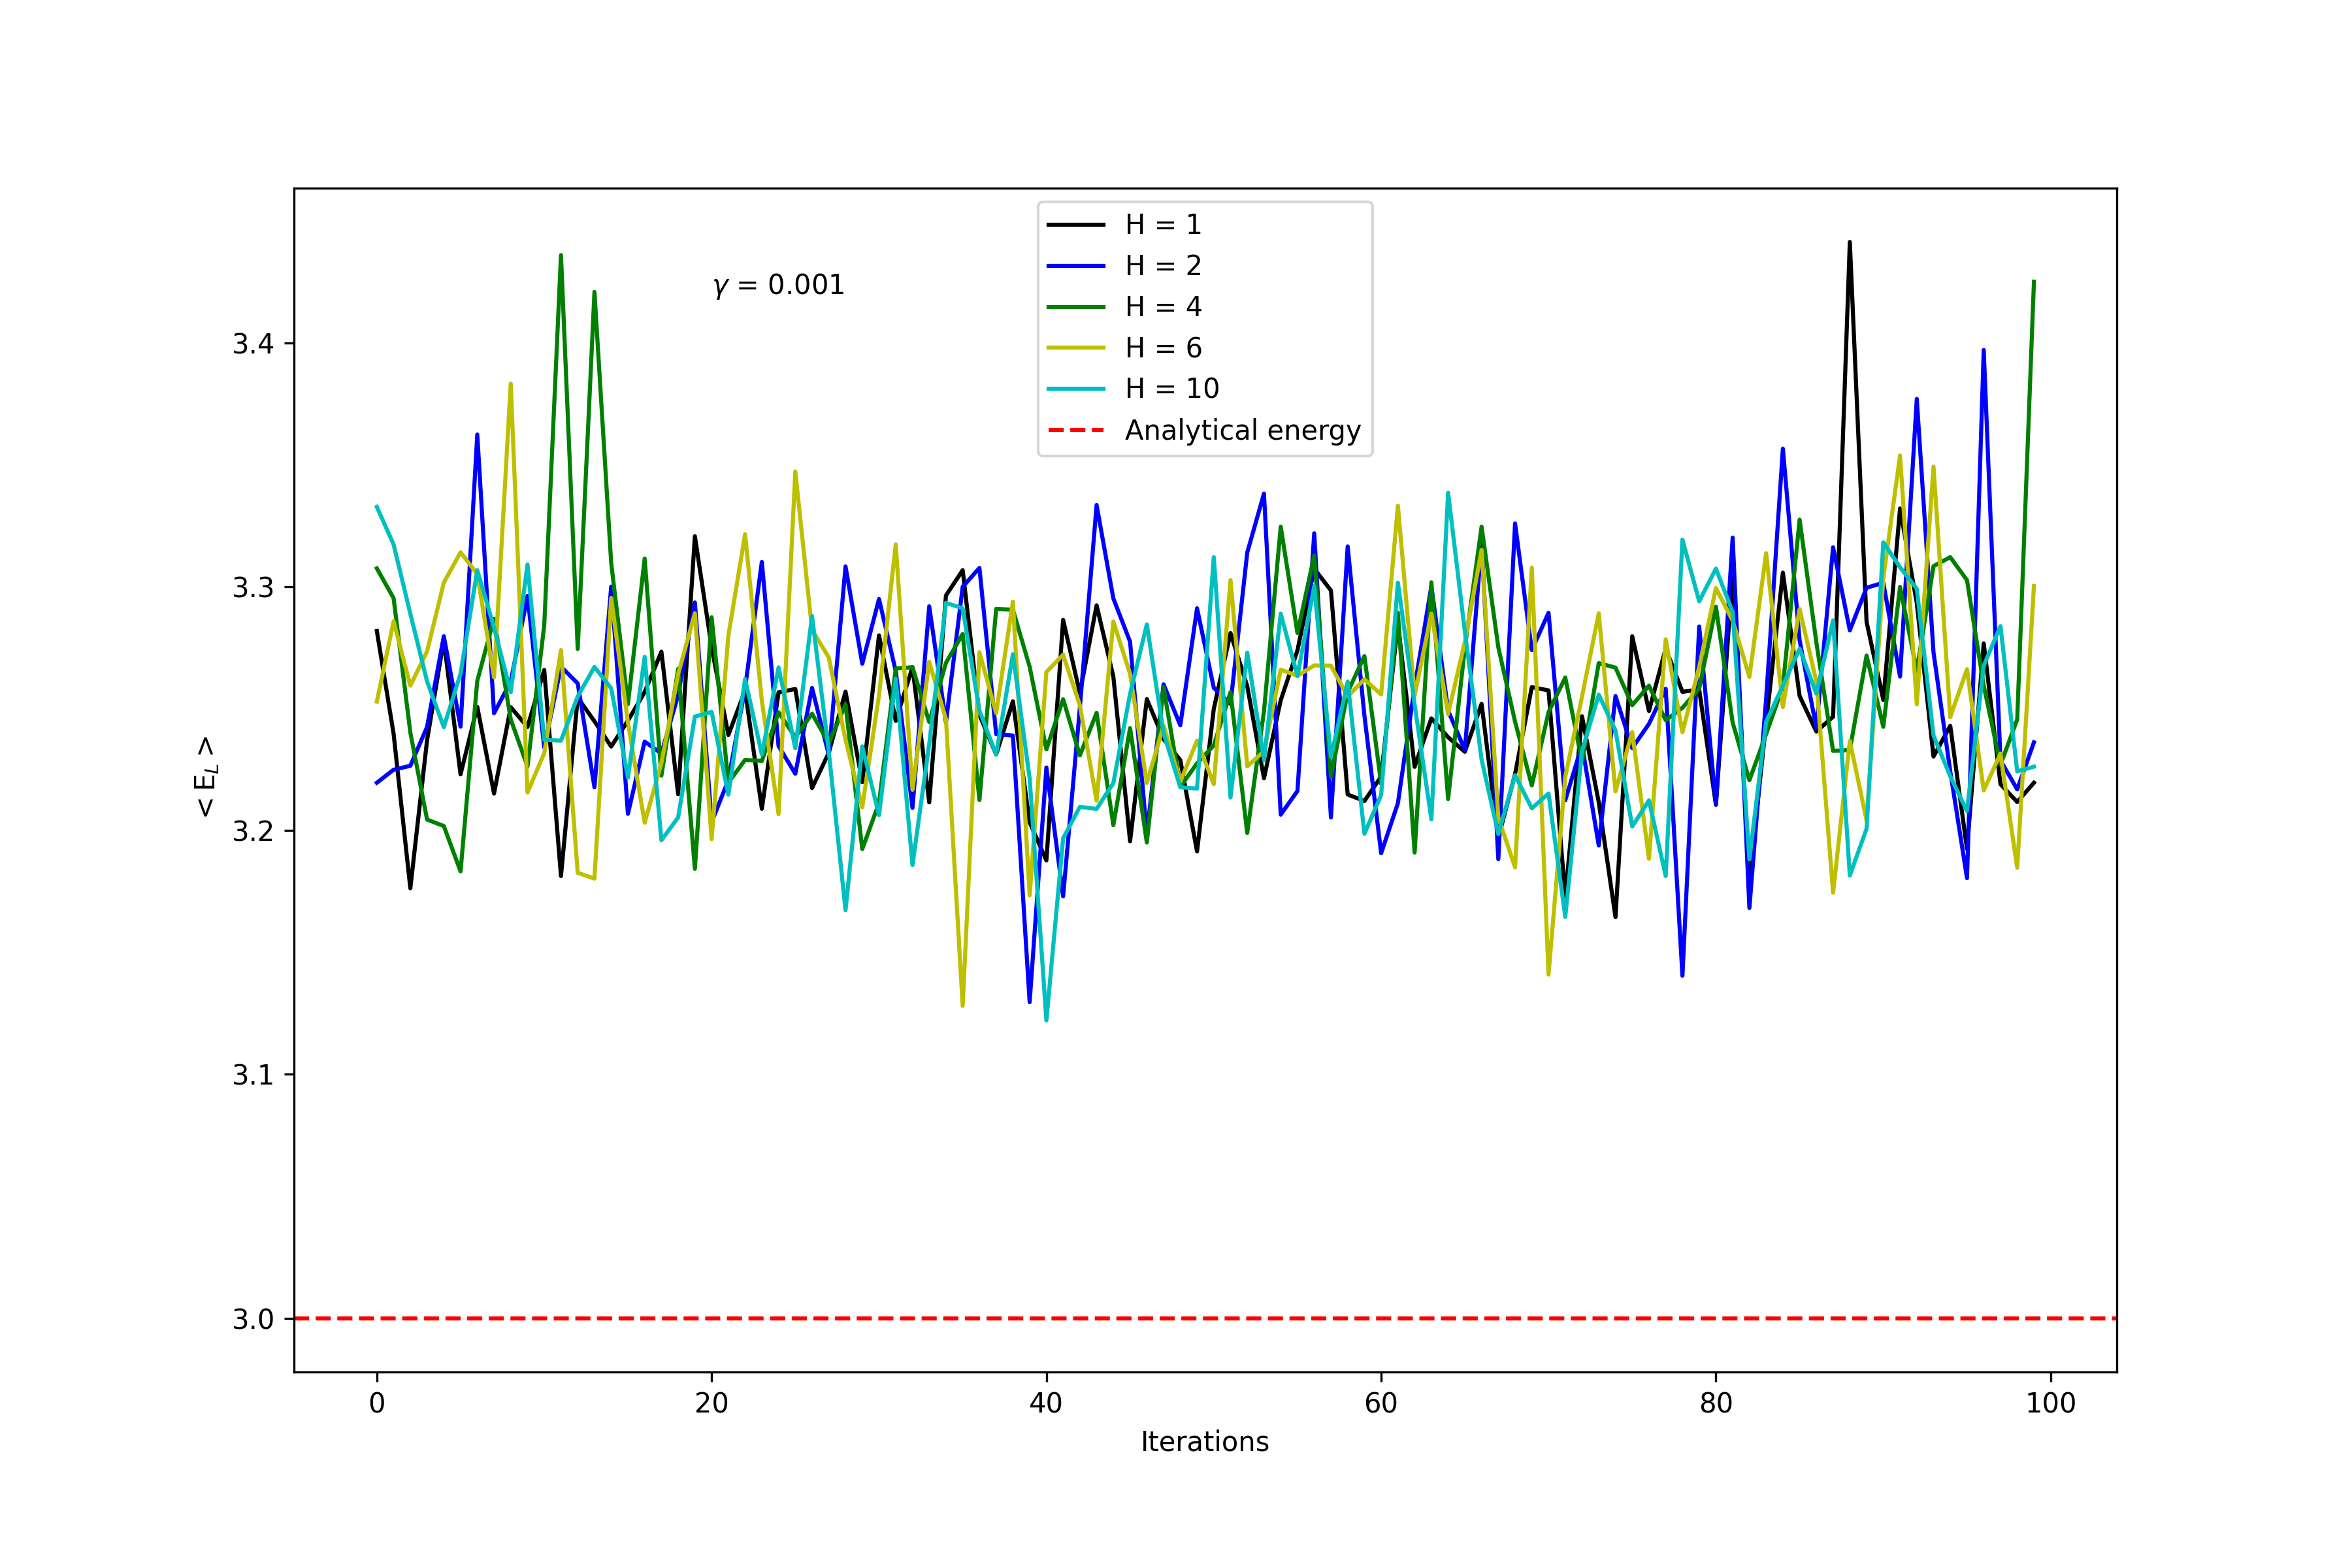 γ = 0.001
H = 1
H = 2
H = 4
H = 6
H = 10
Analytical energy
< E_L >
3.4
3.3
3.2
3.1
3.0
0 20 40 60 80 100
Iterations